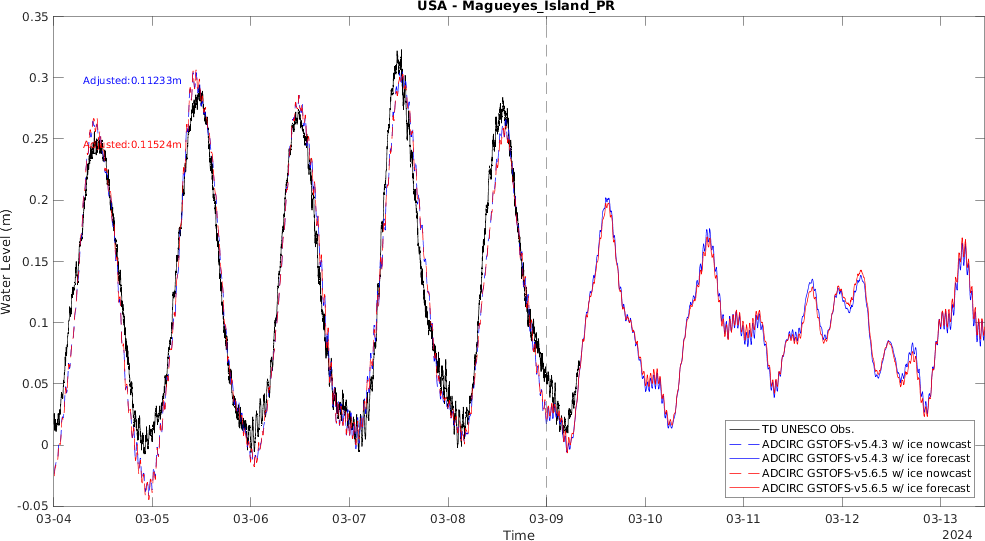 USA - Magueyes_Island_PR
0.35
0.3
0.25
0.2
0.15
0.1
0.05
0
-0.05
Water Level (m)
Adjusted:0.11233m
Adjusted:0.11524m
TD UNESCO Obs.
ADCIRC GSTOFS-v5.4.3 w/ ice nowcast
ADCIRC GSTOFS-v5.4.3 w/ ice forecast
ADCIRC GSTOFS-v5.6.5 w/ ice nowcast
ADCIRC GSTOFS-v5.6.5 w/ ice forecast
03-04 03-05 03-06 03-07 03-08 03-09 03-10 03-11 03-12 03-13
Time
2024